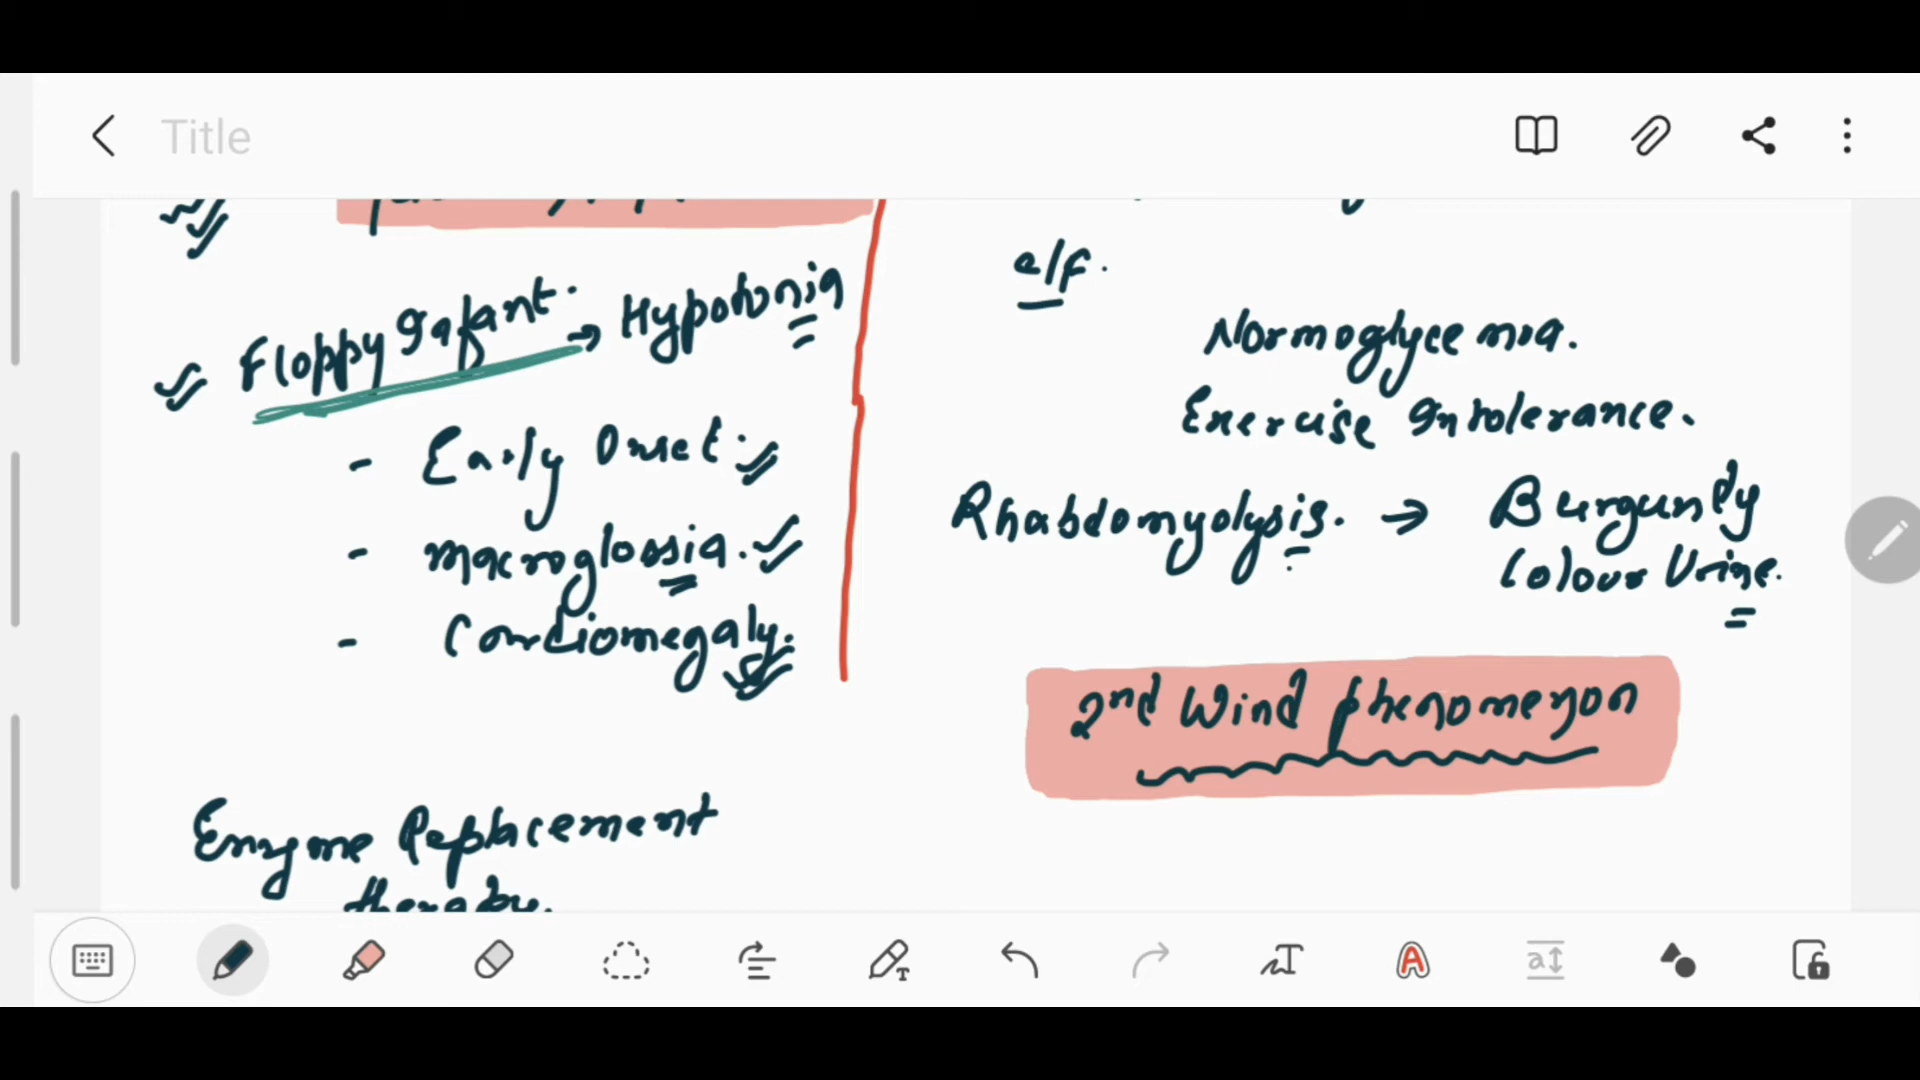 Title
Floppy Infant. → Hypotonia
- Early Onset.
- Macroglossia.
- Cardiomegaly.
Enzyme Replacement
therapy.
c/f.
Normoglycemia.
Exercise Intolerance.
Rhabdomyolysis. → Burgundy
Colour Urine.
2nd Wind phenomenon